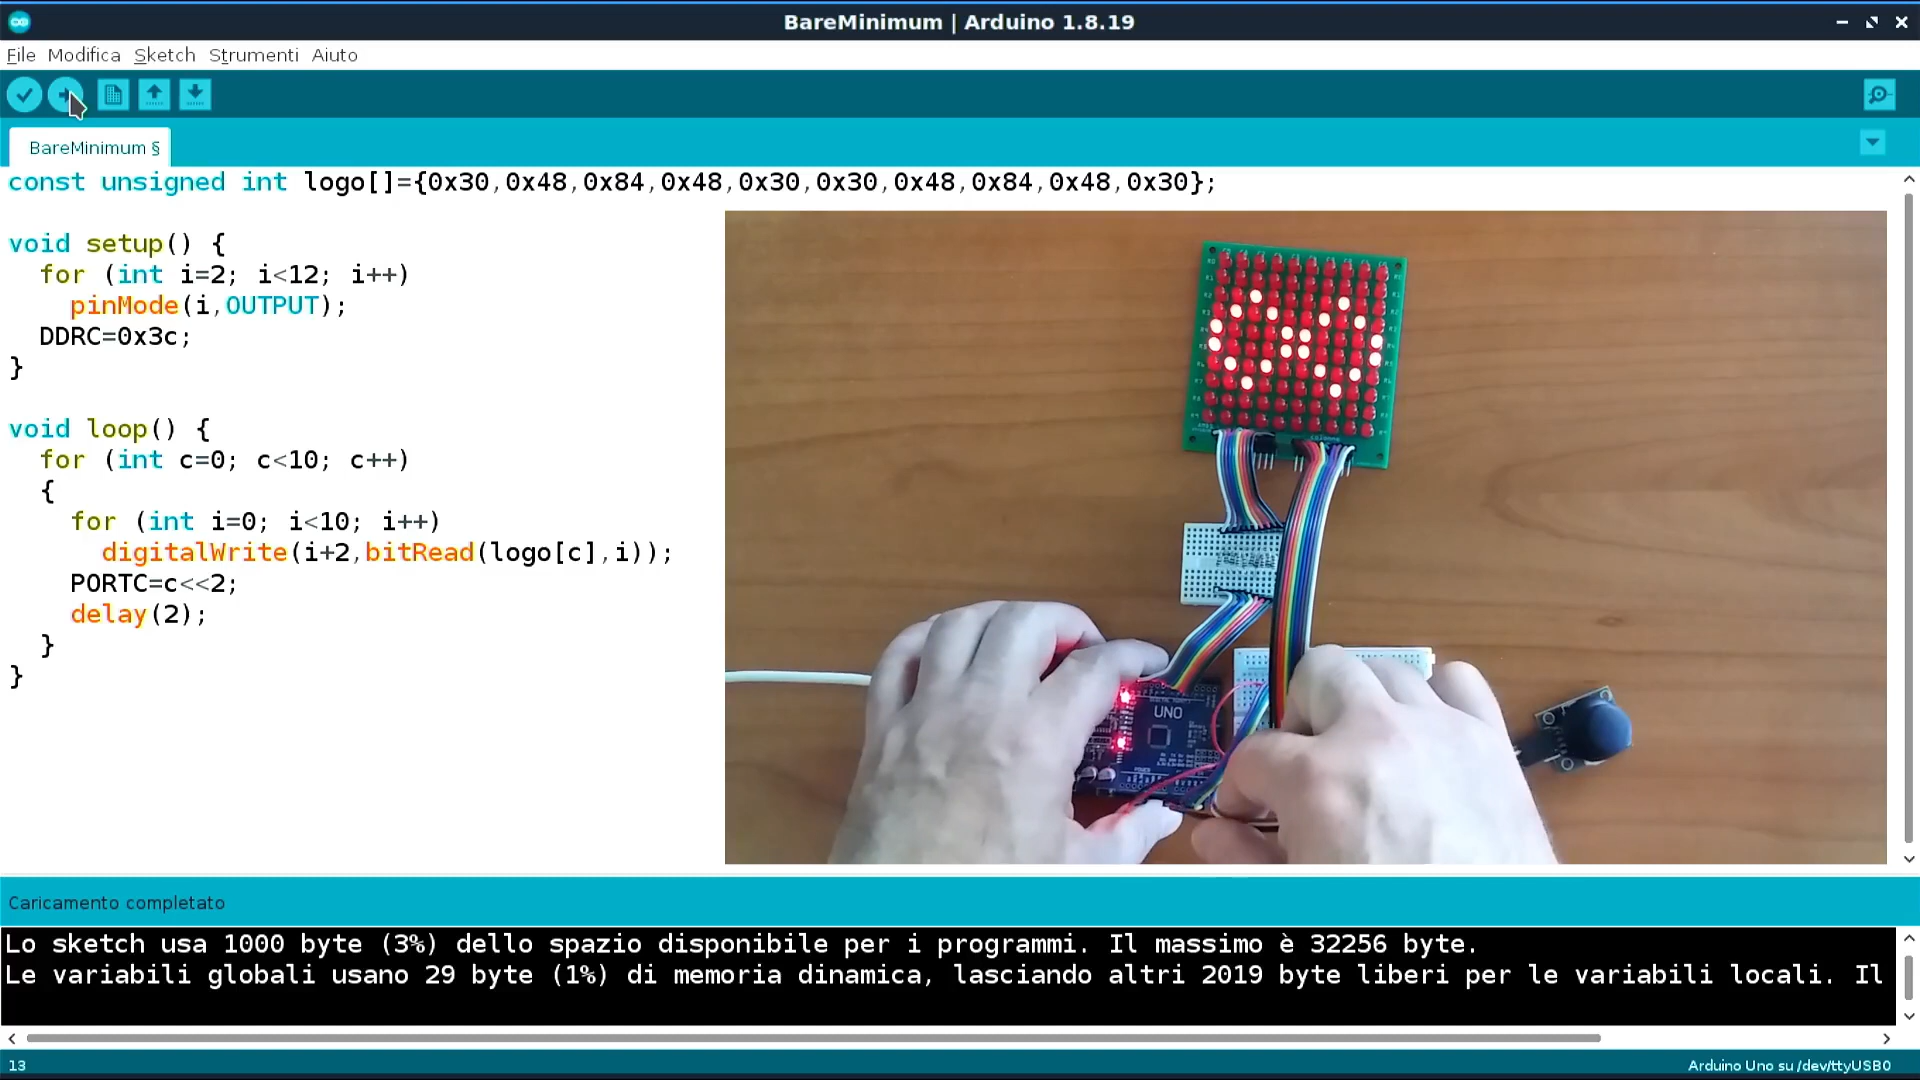 BareMinimum | Arduino 1.8.19
File Modifica Sketch Strumenti Aiuto
BareMinimum §
const unsigned int logo[]={0x30,0x48,0x84,0x48,0x30,0x30,0x48,0x84,0x48,0x30};
void setup() {
for (int i=2; i<12; i++)
pinMode(i,OUTPUT);
DDRC=0x3c;
}
void loop() {
for (int c=0; c<10; c++)
{
for (int i=0; i<10; i++)
digitalWrite(i+2,bitRead(logo[c],i));
PORTC=c<<2;
delay(2);
}
}
UNO
Caricamento completato
Lo sketch usa 1000 byte (3%) dello spazio disponibile per i programmi. Il massimo è 32256 byte.
Le variabili globali usano 29 byte (1%) di memoria dinamica, lasciando altri 2019 byte liberi per le variabili locali. Il
13
Arduino Uno su /dev/ttyUSB0